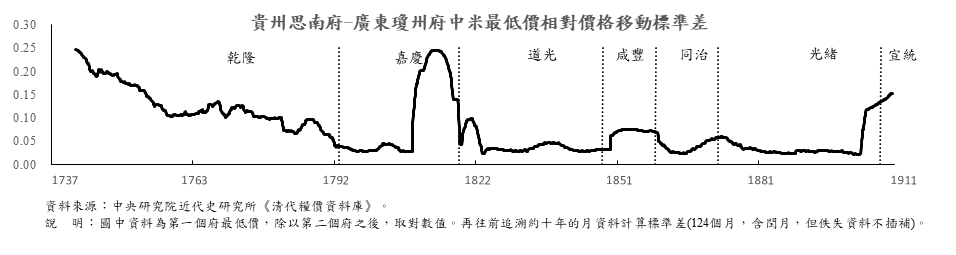 貴州思南府–廣東瓊州府中米最低價相對價格移動標準差
0.30
0.25
0.20
0.15
0.10
0.05
0.00
乾隆
嘉慶
道光
咸豐
同治
光緒
宣統
1737
1763
1792
1822
1851
1881
1911
資料來源：中央研究院近代史研究所《清代糧價資料庫》。
說　明：圖中資料為第一個府最低價，除以第二個府之後，取對數值。再往前追溯約十年的月資料計算標準差(124個月，含閏月，但佚失資料不插補)。